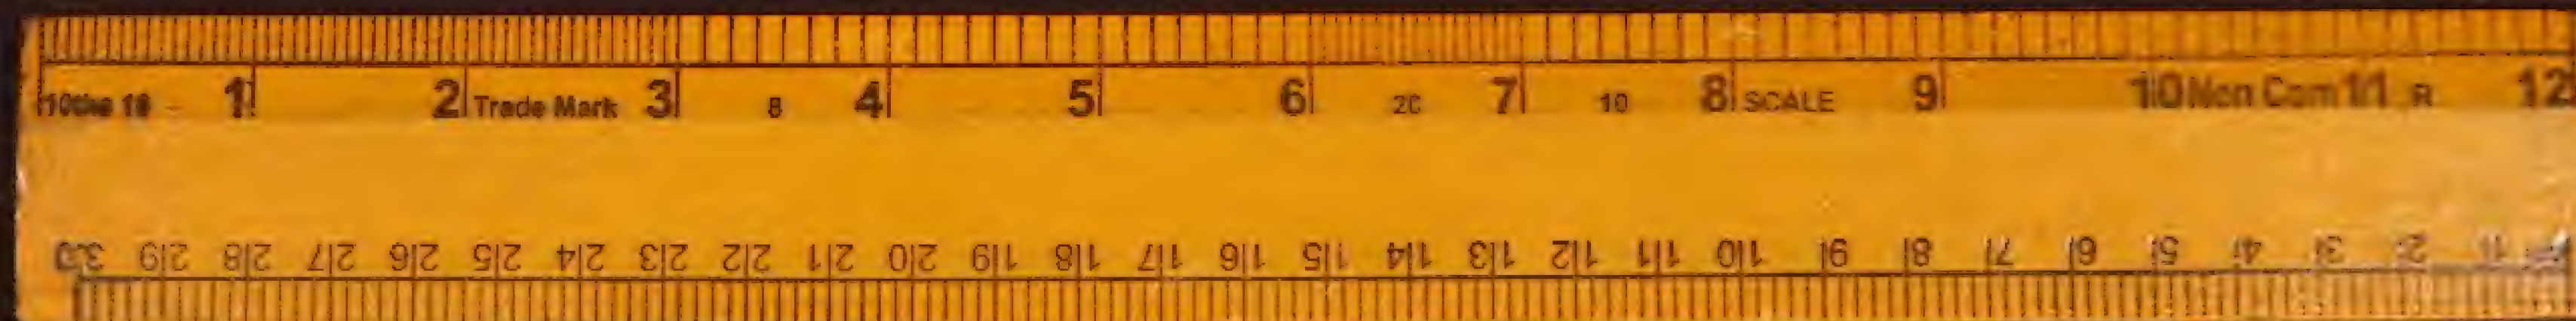 10ths 16 1 2 Trade Mark 3 8 4 5 6 20 7 10 8 SCALE 9 10 Non Com 11 R 12
30 29 28 27 26 25 24 23 22 21 20 19 18 17 16 15 14 13 12 11 10 9 8 7 6 5 4 3 2 1